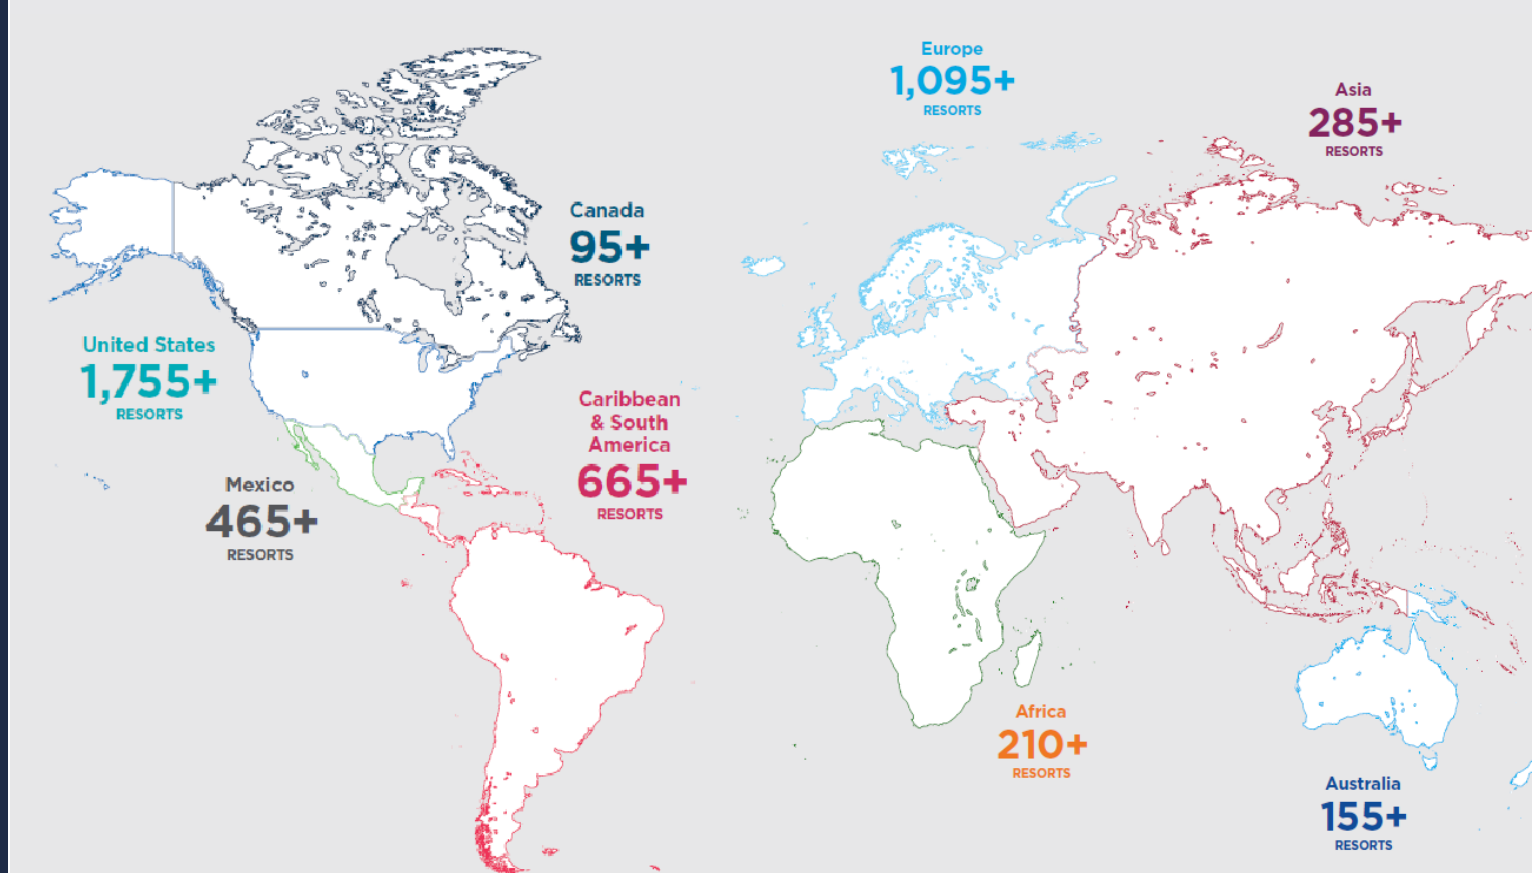 Europe
1,095+
RESORTS
Asia
285+
RESORTS
Canada
95+
RESORTS
United States
1,755+
RESORTS
Caribbean
& South
America
665+
RESORTS
Mexico
465+
RESORTS
Africa
210+
RESORTS
Australia
155+
RESORTS